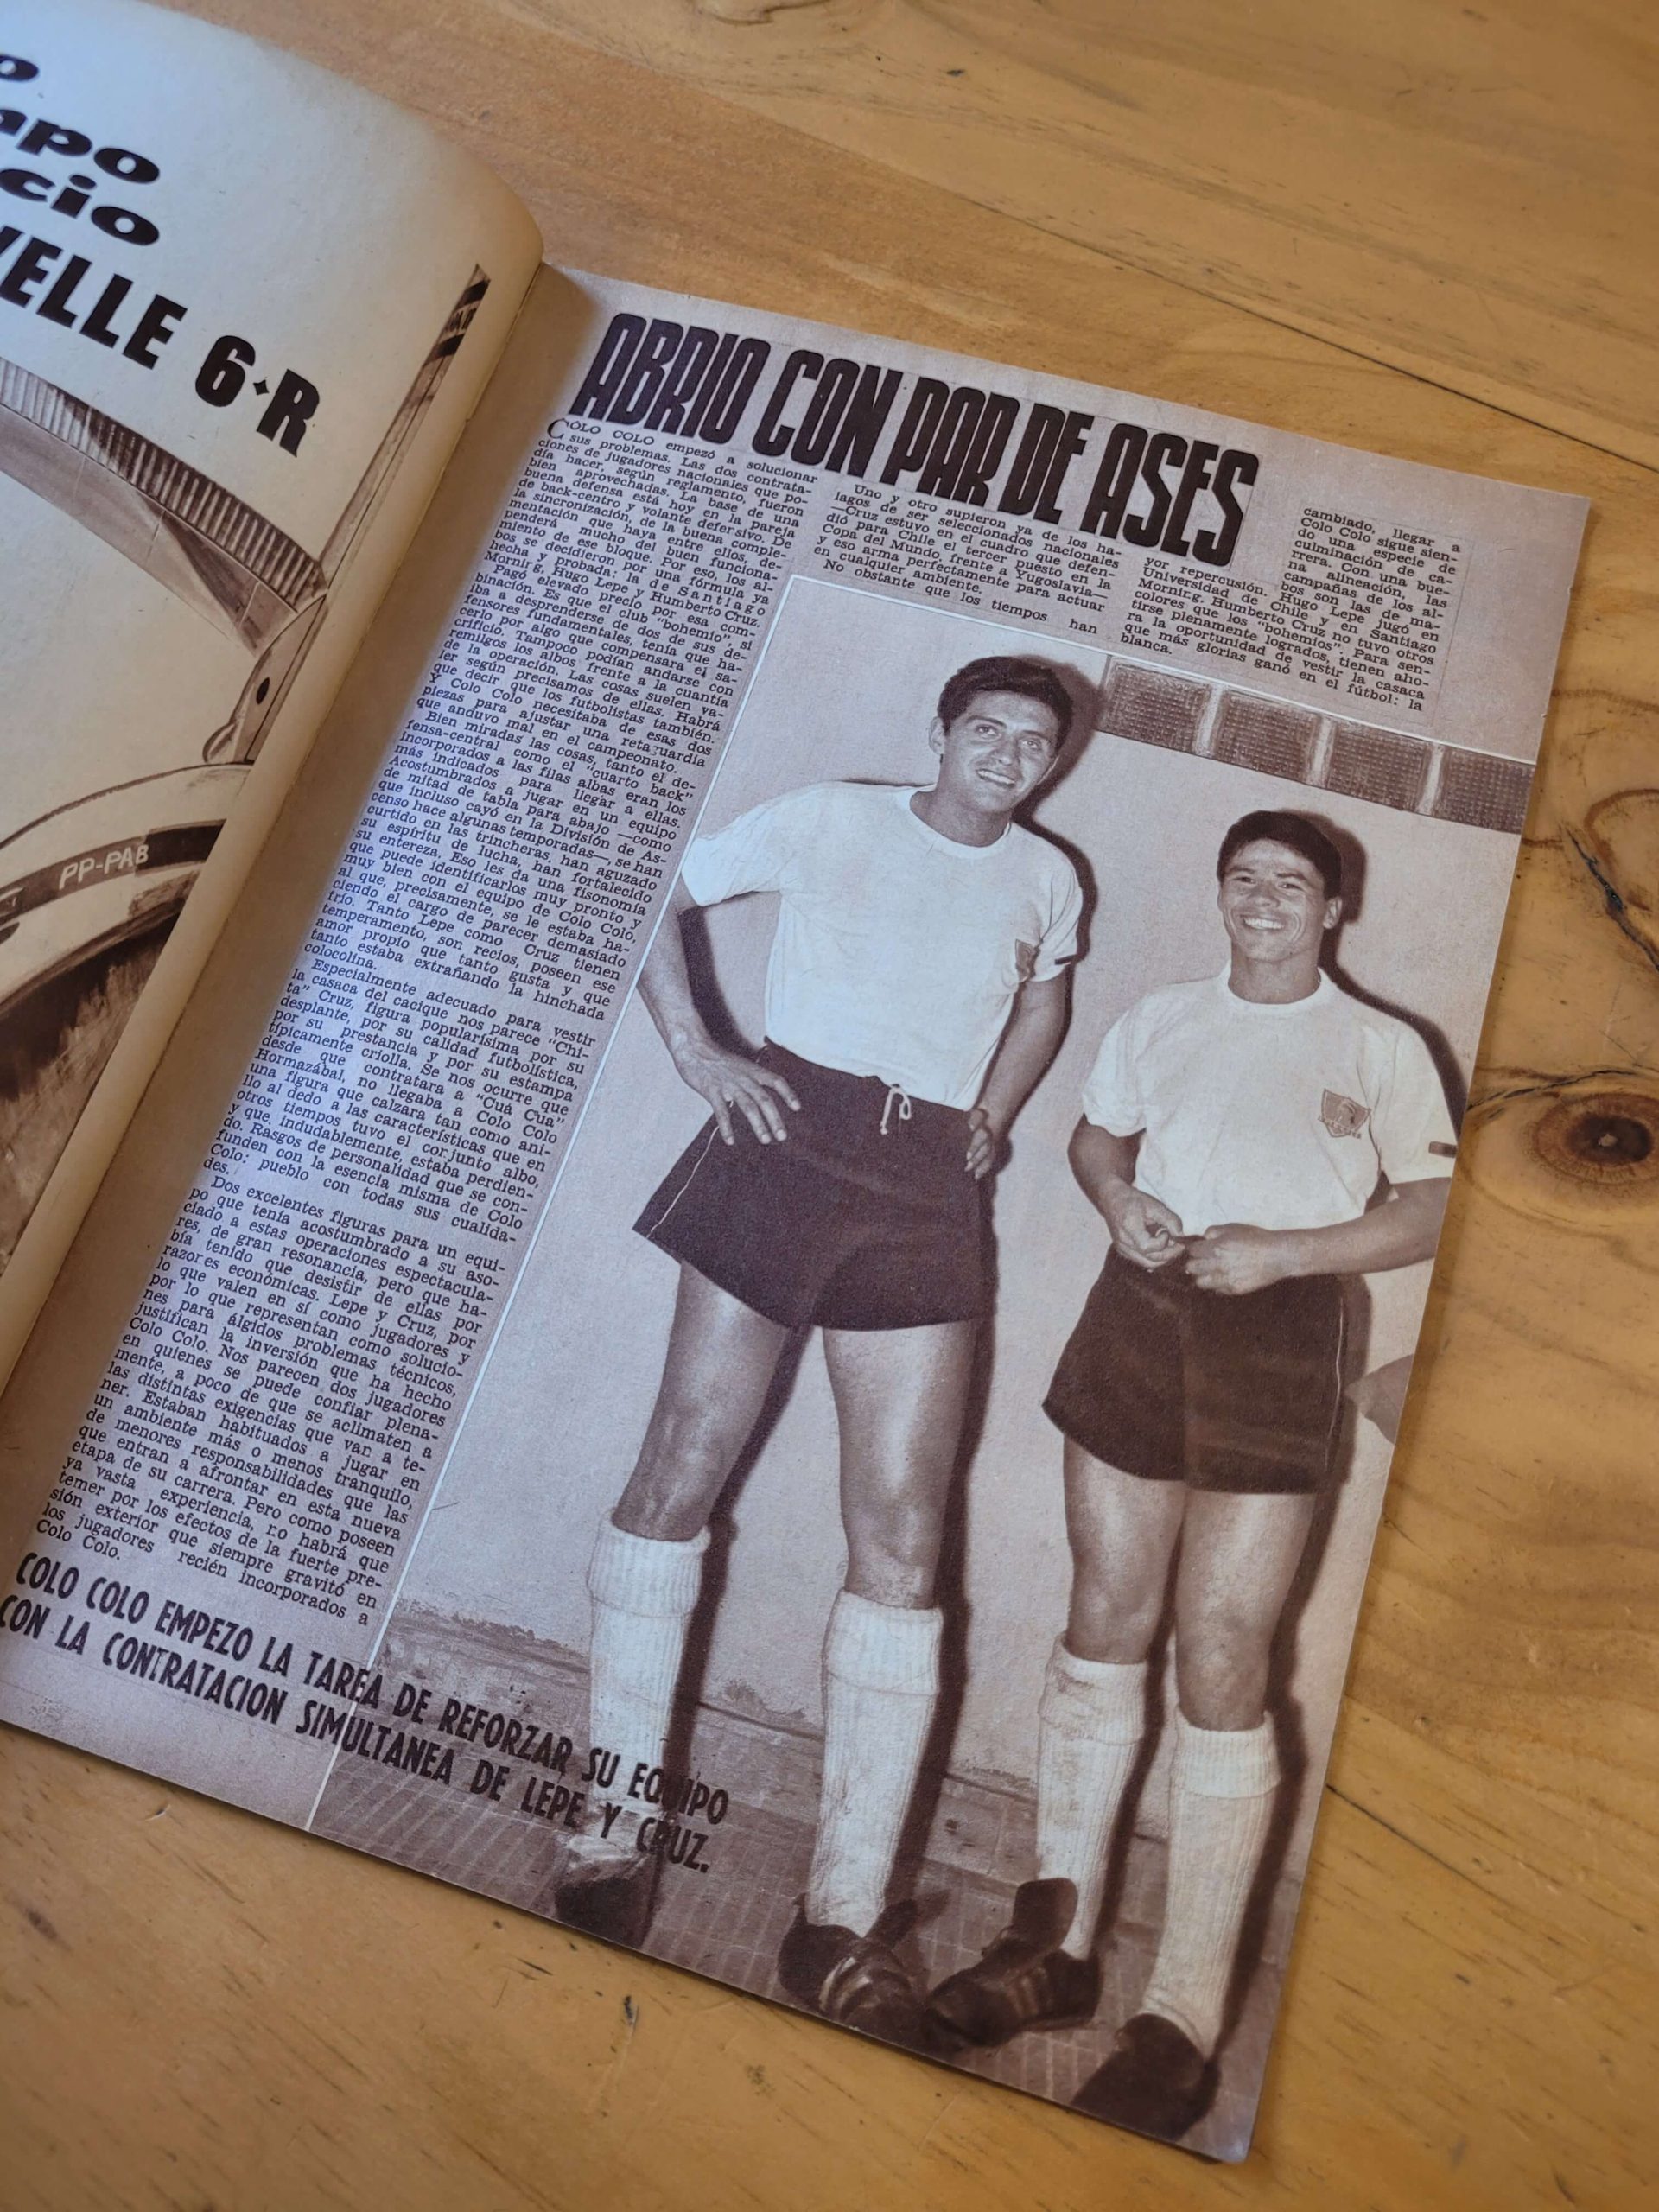 mpo
cio
VELLE 6·R
PP-PAB
ABRIO CON PAR DE ASES
COLO COLO empezó a solucionar
sus problemas. Las dos contrata-
ciones de jugadores nacionales que po-
día hacer, según reglamento, fueron
bien aprovechadas. La base de una
buena defensa está hoy en la pareja
de back-centro y volante defensivo. De
la sincronización, de la buena comple-
mentación que haya entre ellos, de-
penderá mucho del buen funciona-
miento de ese bloque. Por eso, los al-
bos se decidieron por una fórmula ya
hecha y probada: la de Santiago
Morning. Hugo Lepe y Humberto Cruz.
Pagó elevado precio por esa com-
binación. Es que el club "bohemio", si
iba a desprenderse de dos de sus de-
fensores fundamentales, tenía que ha-
cerlo por algo que compensara el sa-
crificio. Tampoco podían andarse con
remilgos los albos frente a la cuantía
de la operación. Las cosas suelen va-
ler según precisamos de ellas. Habrá
que decir que los futbolistas también.
Y Colo Colo necesitaba de esas dos
piezas para ajustar una retaguardia
que anduvo mal en el campeonato.
Bien miradas las cosas, tanto el de-
fensa-central como el "cuarto back"
incorporados a las filas albas eran los
más indicados para llegar a ellas.
Acostumbrados a jugar en un equipo
de mitad de tabla para abajo —como
que incluso cayó en la División de As-
censo hace algunas temporadas—, se han
curtido en las trincheras, han aguzado
su espíritu de lucha, han fortalecido
su entereza. Eso les da una fisonomía
que puede identificarlos muy pronto y
muy bien con el equipo de Colo Colo,
al que, precisamente, se le estaba ha-
ciendo el cargo de parecer demasiado
frío. Tanto Lepe como Cruz tienen
temperamento, son recios, poseen ese
amor propio que tanto gusta y que
tanto estaba extrañando la hinchada
colocolina.
Especialmente adecuado para vestir
la casaca del cacique nos parece "Chi-
ta" Cruz, figura popularísima por su
desplante, por su calidad futbolística,
por su prestancia y por su estampa
típicamente criolla. Se nos ocurre que
desde que contratara a "Cuá Cuá"
Hormazábal, no llegaba a Colo Colo
una figura que calzara tan como ani-
llo al dedo a las características que en
otros tiempos tuvo el conjunto albo,
y que, indudablemente, estaba perdien-
do. Rasgos de personalidad que se con-
funden con la esencia misma de Colo
Colo: pueblo con todas sus cualida-
des.
Dos excelentes figuras para un equi-
po que tenía acostumbrado a su aso-
ciado a estas operaciones espectacula-
res, de gran resonancia, pero que ha-
bía tenido que desistir de ellas por
razones económicas. Lepe y Cruz, por
lo que valen en sí como jugadores y
por lo que representan como solucio-
nes para álgidos problemas técnicos,
justifican la inversión que ha hecho
Colo Colo. Nos parecen dos jugadores
en quienes se puede confiar plena-
mente, a poco de que se aclimaten a
las distintas exigencias que van a te-
ner. Estaban habituados a jugar en
un ambiente más o menos tranquilo,
de menores responsabilidades que las
que entran a afrontar en esta nueva
etapa de su carrera. Pero como poseen
ya vasta experiencia, no habrá que
temer por los efectos de la fuerte pre-
sión exterior que siempre gravitó en
los jugadores recién incorporados a
Colo Colo.
Uno y otro supieron ya de los ha-
lagos de ser seleccionados nacionales
—Cruz estuvo en el cuadro que defen-
dió para Chile el tercer puesto en la
Copa del Mundo, frente a Yugoslavia—
y eso arma perfectamente para actuar
en cualquier ambiente.
No obstante que los tiempos han
cambiado, llegar a
Colo Colo sigue sien-
do una especie de
culminación de ca-
rrera. Con una bue-
na alineación, las
campañas de los al-
bos son las de ma-
yor repercusión. Hugo Lepe jugó en
Universidad de Chile y en Santiago
Morning. Humberto Cruz no tuvo otros
colores que los "bohemios". Para sen-
tirse plenamente logrados, tienen aho-
ra la oportunidad de vestir la casaca
que más glorias ganó en el fútbol: la
blanca.
COLO COLO EMPEZO LA TAREA DE REFORZAR SU EQUIPO
CON LA CONTRATACION SIMULTANEA DE LEPE Y CRUZ.